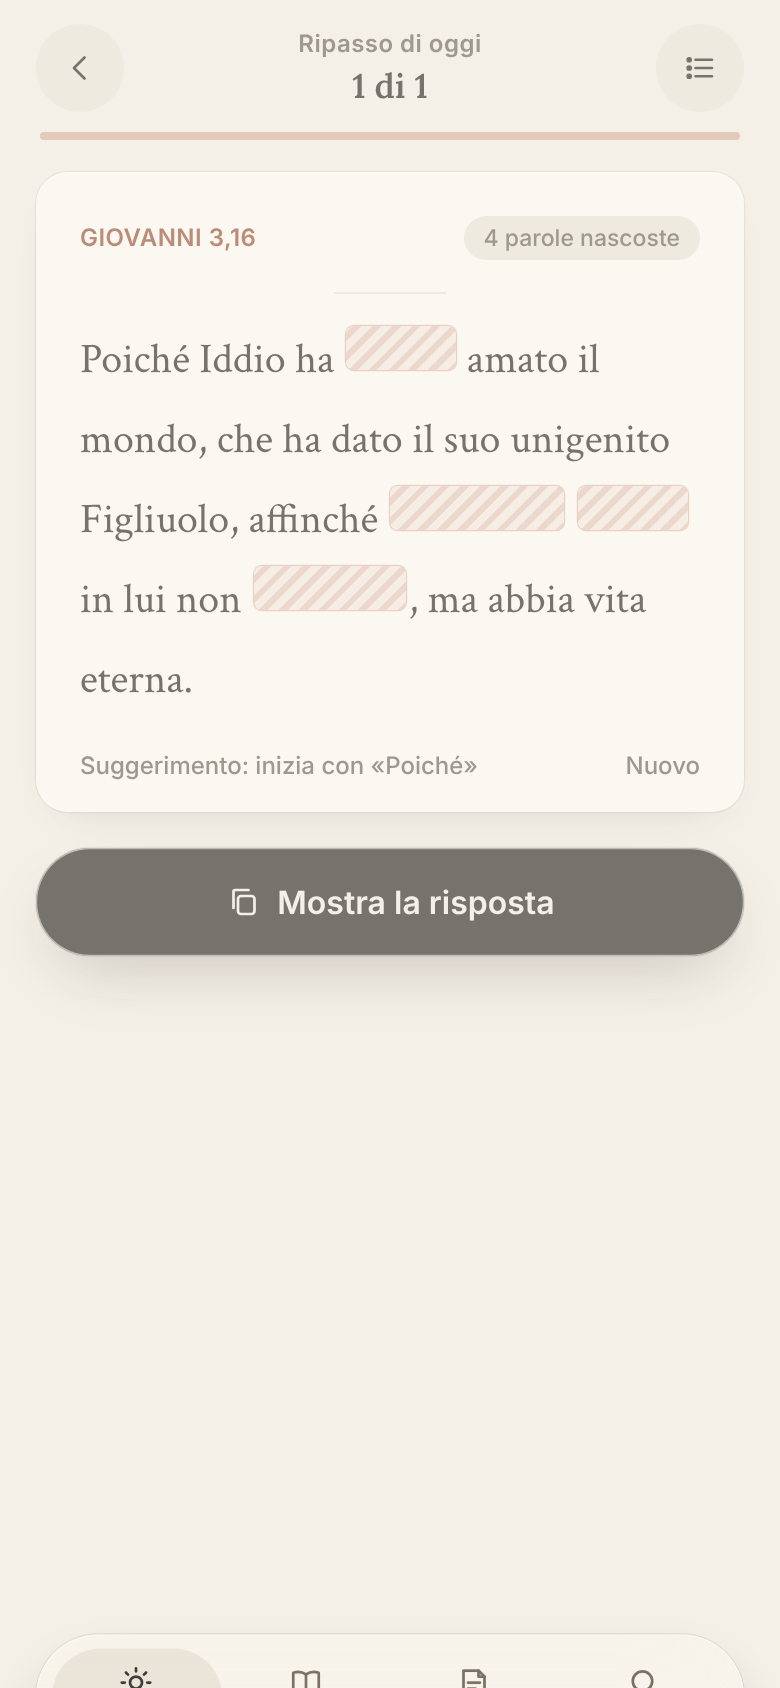 Ripasso di oggi
1 di 1
GIOVANNI 3,16
4 parole nascoste
Poiché Iddio ha amato il
mondo, che ha dato il suo unigenito
Figliuolo, affinché
in lui non , ma abbia vita
eterna.
Suggerimento: inizia con «Poiché»
Nuovo
Mostra la risposta